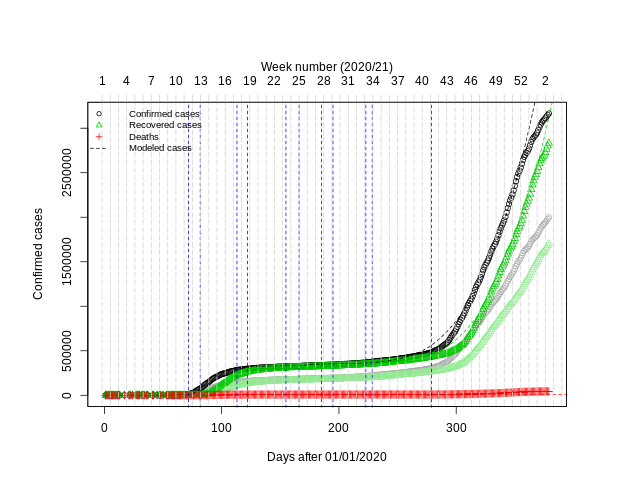 Week number (2020/21)
1 4 7 10 13 16 19 22 25 28 31 34 37 40 43 46 49 52 2
Confirmed cases
Recovered cases
Deaths
Modeled cases
Confirmed cases
0 500000 1500000 2500000
0 100 200 300
Days after 01/01/2020